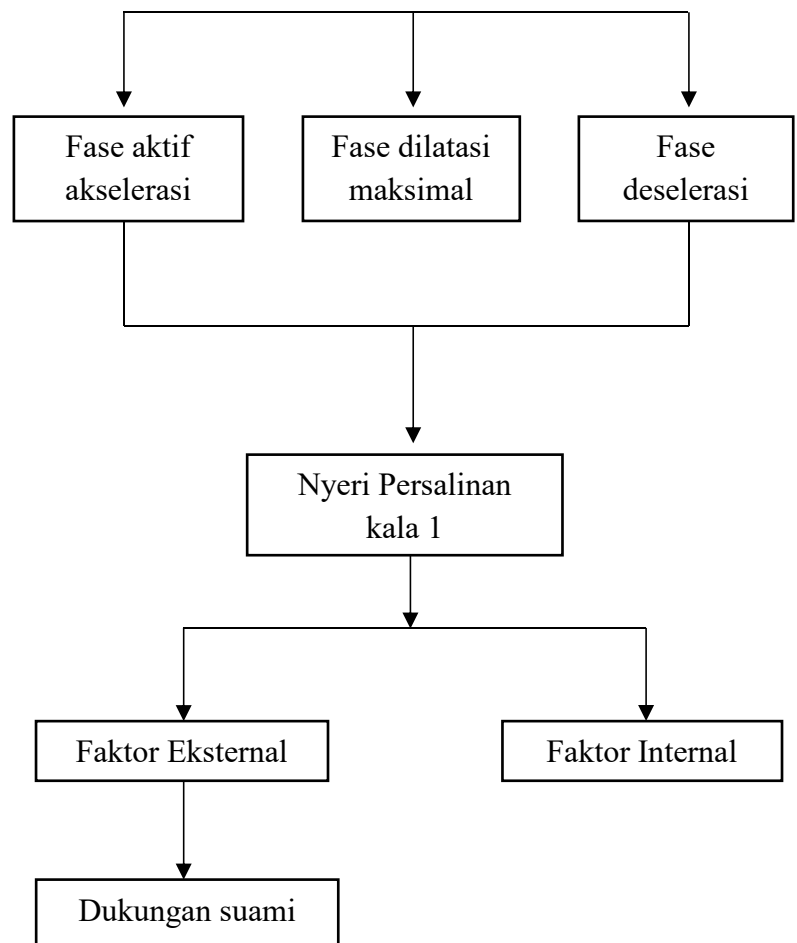 Fase aktif
akselerasi
Fase dilatasi
maksimal
Fase
deselerasi
Nyeri Persalinan
kala 1
Faktor Eksternal
Faktor Internal
Dukungan suami